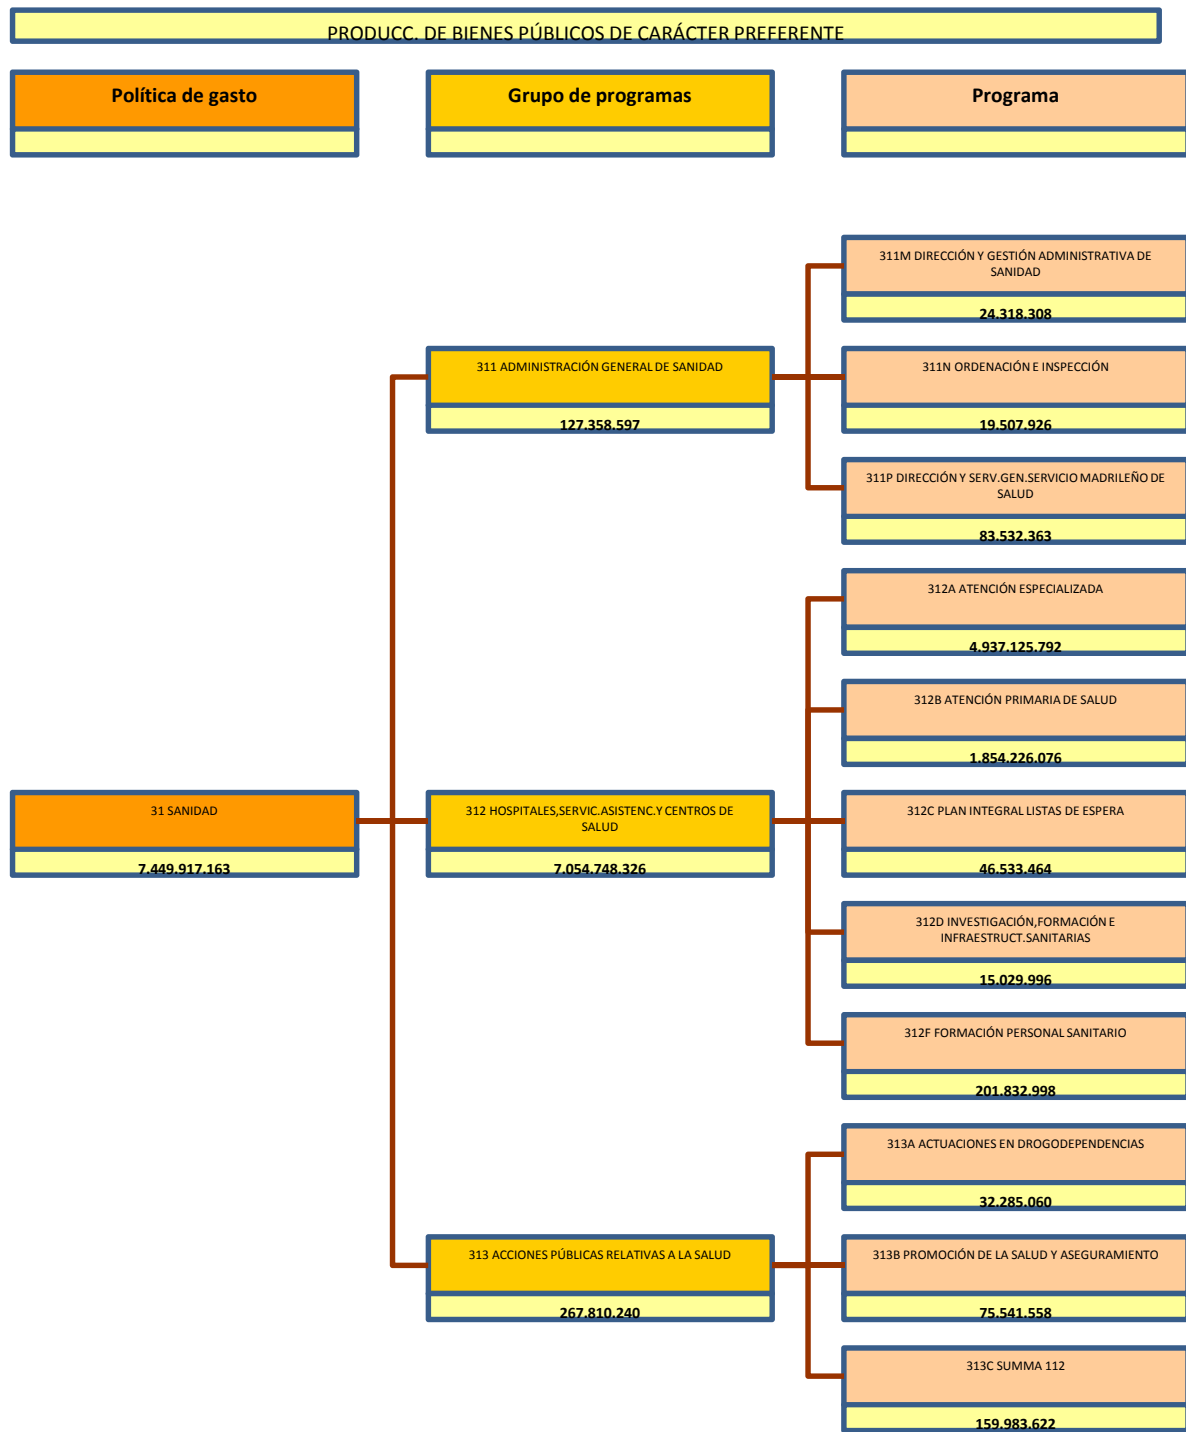 PRODUCC. DE BIENES PÚBLICOS DE CARÁCTER PREFERENTE
Política de gasto
Grupo de programas
Programa
311M DIRECCIÓN Y GESTIÓN ADMINISTRATIVA DE
SANIDAD
24.318.308
311 ADMINISTRACIÓN GENERAL DE SANIDAD
127.358.597
311N ORDENACIÓN E INSPECCIÓN
19.507.926
311P DIRECCIÓN Y SERV.GEN.SERVICIO MADRILEÑO DE
SALUD
83.532.363
312A ATENCIÓN ESPECIALIZADA
4.937.125.792
312B ATENCIÓN PRIMARIA DE SALUD
1.854.226.076
31 SANIDAD
7.449.917.163
312 HOSPITALES,SERVIC.ASISTENC.Y CENTROS DE
SALUD
7.054.748.326
312C PLAN INTEGRAL LISTAS DE ESPERA
46.533.464
312D INVESTIGACIÓN,FORMACIÓN E
INFRAESTRUCT.SANITARIAS
15.029.996
312F FORMACIÓN PERSONAL SANITARIO
201.832.998
313A ACTUACIONES EN DROGODEPENDENCIAS
32.285.060
313 ACCIONES PÚBLICAS RELATIVAS A LA SALUD
267.810.240
313B PROMOCIÓN DE LA SALUD Y ASEGURAMIENTO
75.541.558
313C SUMMA 112
159.983.622